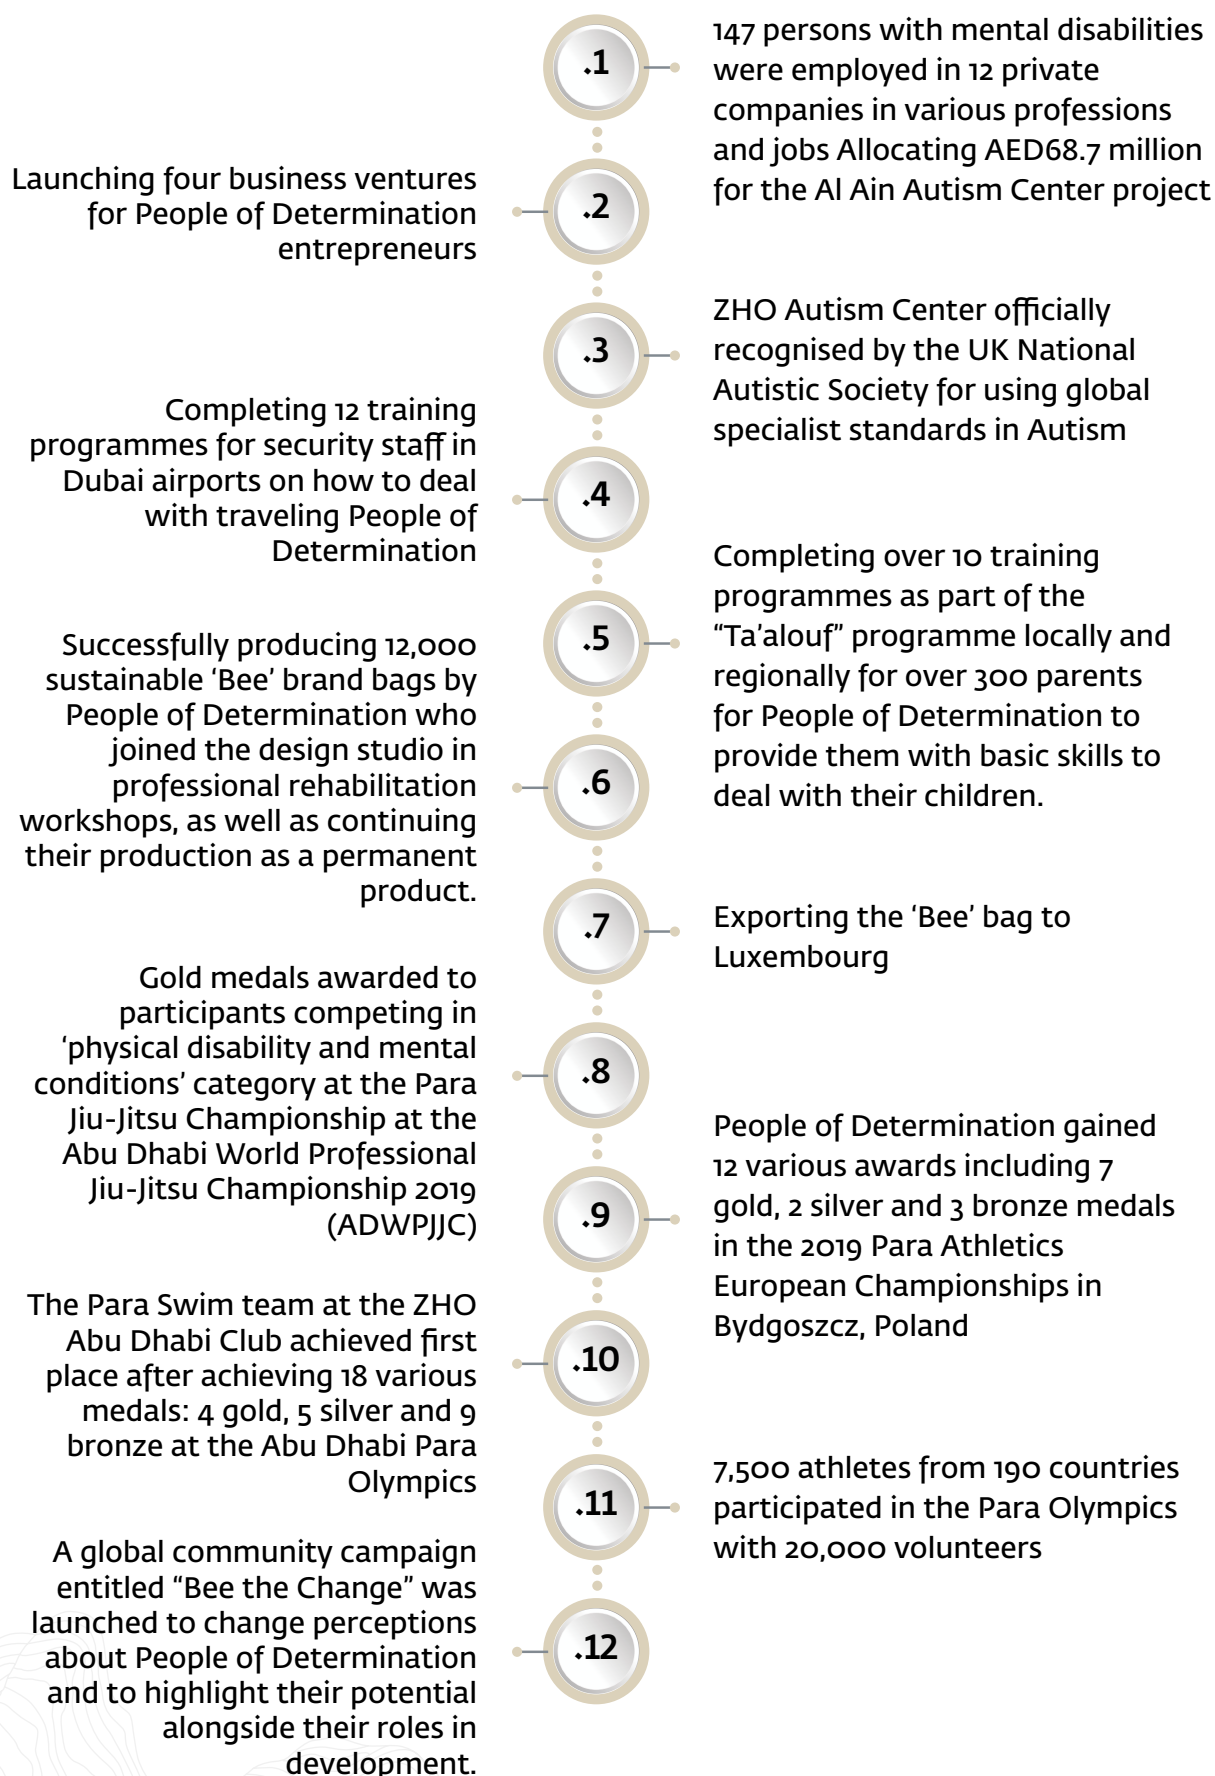 .1
147 persons with mental disabilities
were employed in 12 private
companies in various professions
and jobs Allocating AED68.7 million
for the Al Ain Autism Center project
.2
Launching four business ventures
for People of Determination
entrepreneurs
.3
ZHO Autism Center officially
recognised by the UK National
Autistic Society for using global
specialist standards in Autism
.4
Completing 12 training
programmes for security staff in
Dubai airports on how to deal
with traveling People of
Determination
.5
Completing over 10 training
programmes as part of the
“Ta’alouf” programme locally and
regionally for over 300 parents
for People of Determination to
provide them with basic skills to
deal with their children.
.6
Successfully producing 12,000
sustainable ‘Bee’ brand bags by
People of Determination who
joined the design studio in
professional rehabilitation
workshops, as well as continuing
their production as a permanent
product.
.7
Exporting the ‘Bee’ bag to
Luxembourg
.8
Gold medals awarded to
participants competing in
‘physical disability and mental
conditions’ category at the Para
Jiu-Jitsu Championship at the
Abu Dhabi World Professional
Jiu-Jitsu Championship 2019
(ADWPJJC)
.9
People of Determination gained
12 various awards including 7
gold, 2 silver and 3 bronze medals
in the 2019 Para Athletics
European Championships in
Bydgoszcz, Poland
.10
The Para Swim team at the ZHO
Abu Dhabi Club achieved first
place after achieving 18 various
medals: 4 gold, 5 silver and 9
bronze at the Abu Dhabi Para
Olympics
.11
7,500 athletes from 190 countries
participated in the Para Olympics
with 20,000 volunteers
.12
A global community campaign
entitled “Bee the Change” was
launched to change perceptions
about People of Determination
and to highlight their potential
alongside their roles in
development.